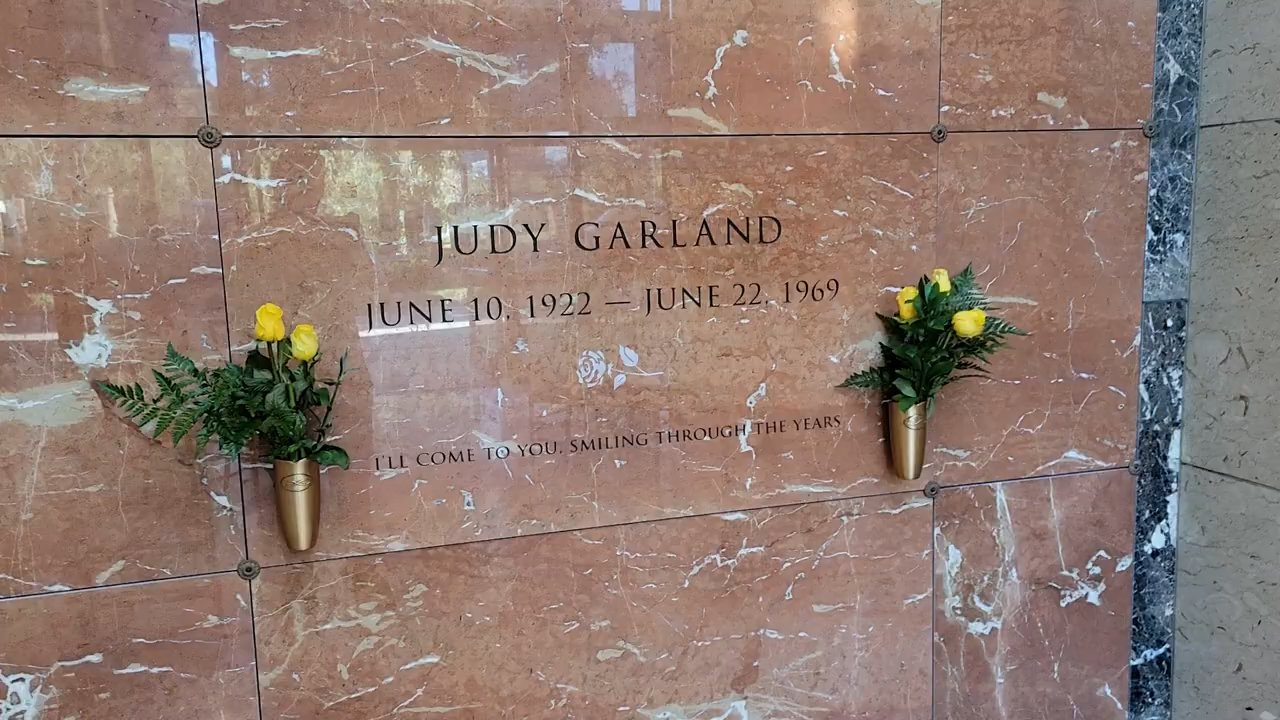 JUDY GARLAND
JUNE 10, 1922 — JUNE 22, 1969
I'LL COME TO YOU, SMILING THROUGH THE YEARS